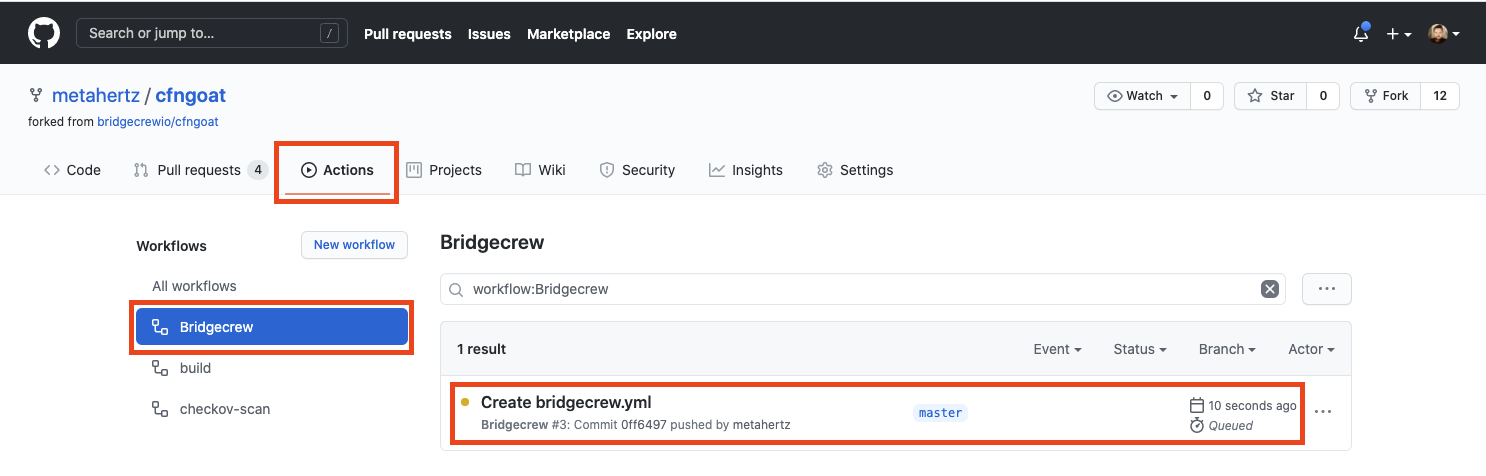 Search or jump to... /
Pull requests Issues Marketplace Explore
metahertz / cfngoat
forked from bridgecrewio/cfngoat
Watch 0 Star 0 Fork 12
Code Pull requests 4 Actions Projects Wiki Security Insights Settings
Workflows New workflow
All workflows
Bridgecrew
build
checkov-scan
Bridgecrew
workflow:Bridgecrew
1 result Event Status Branch Actor
Create bridgecrew.yml
Bridgecrew #3: Commit 0ff6497 pushed by metahertz
master
10 seconds ago
Queued